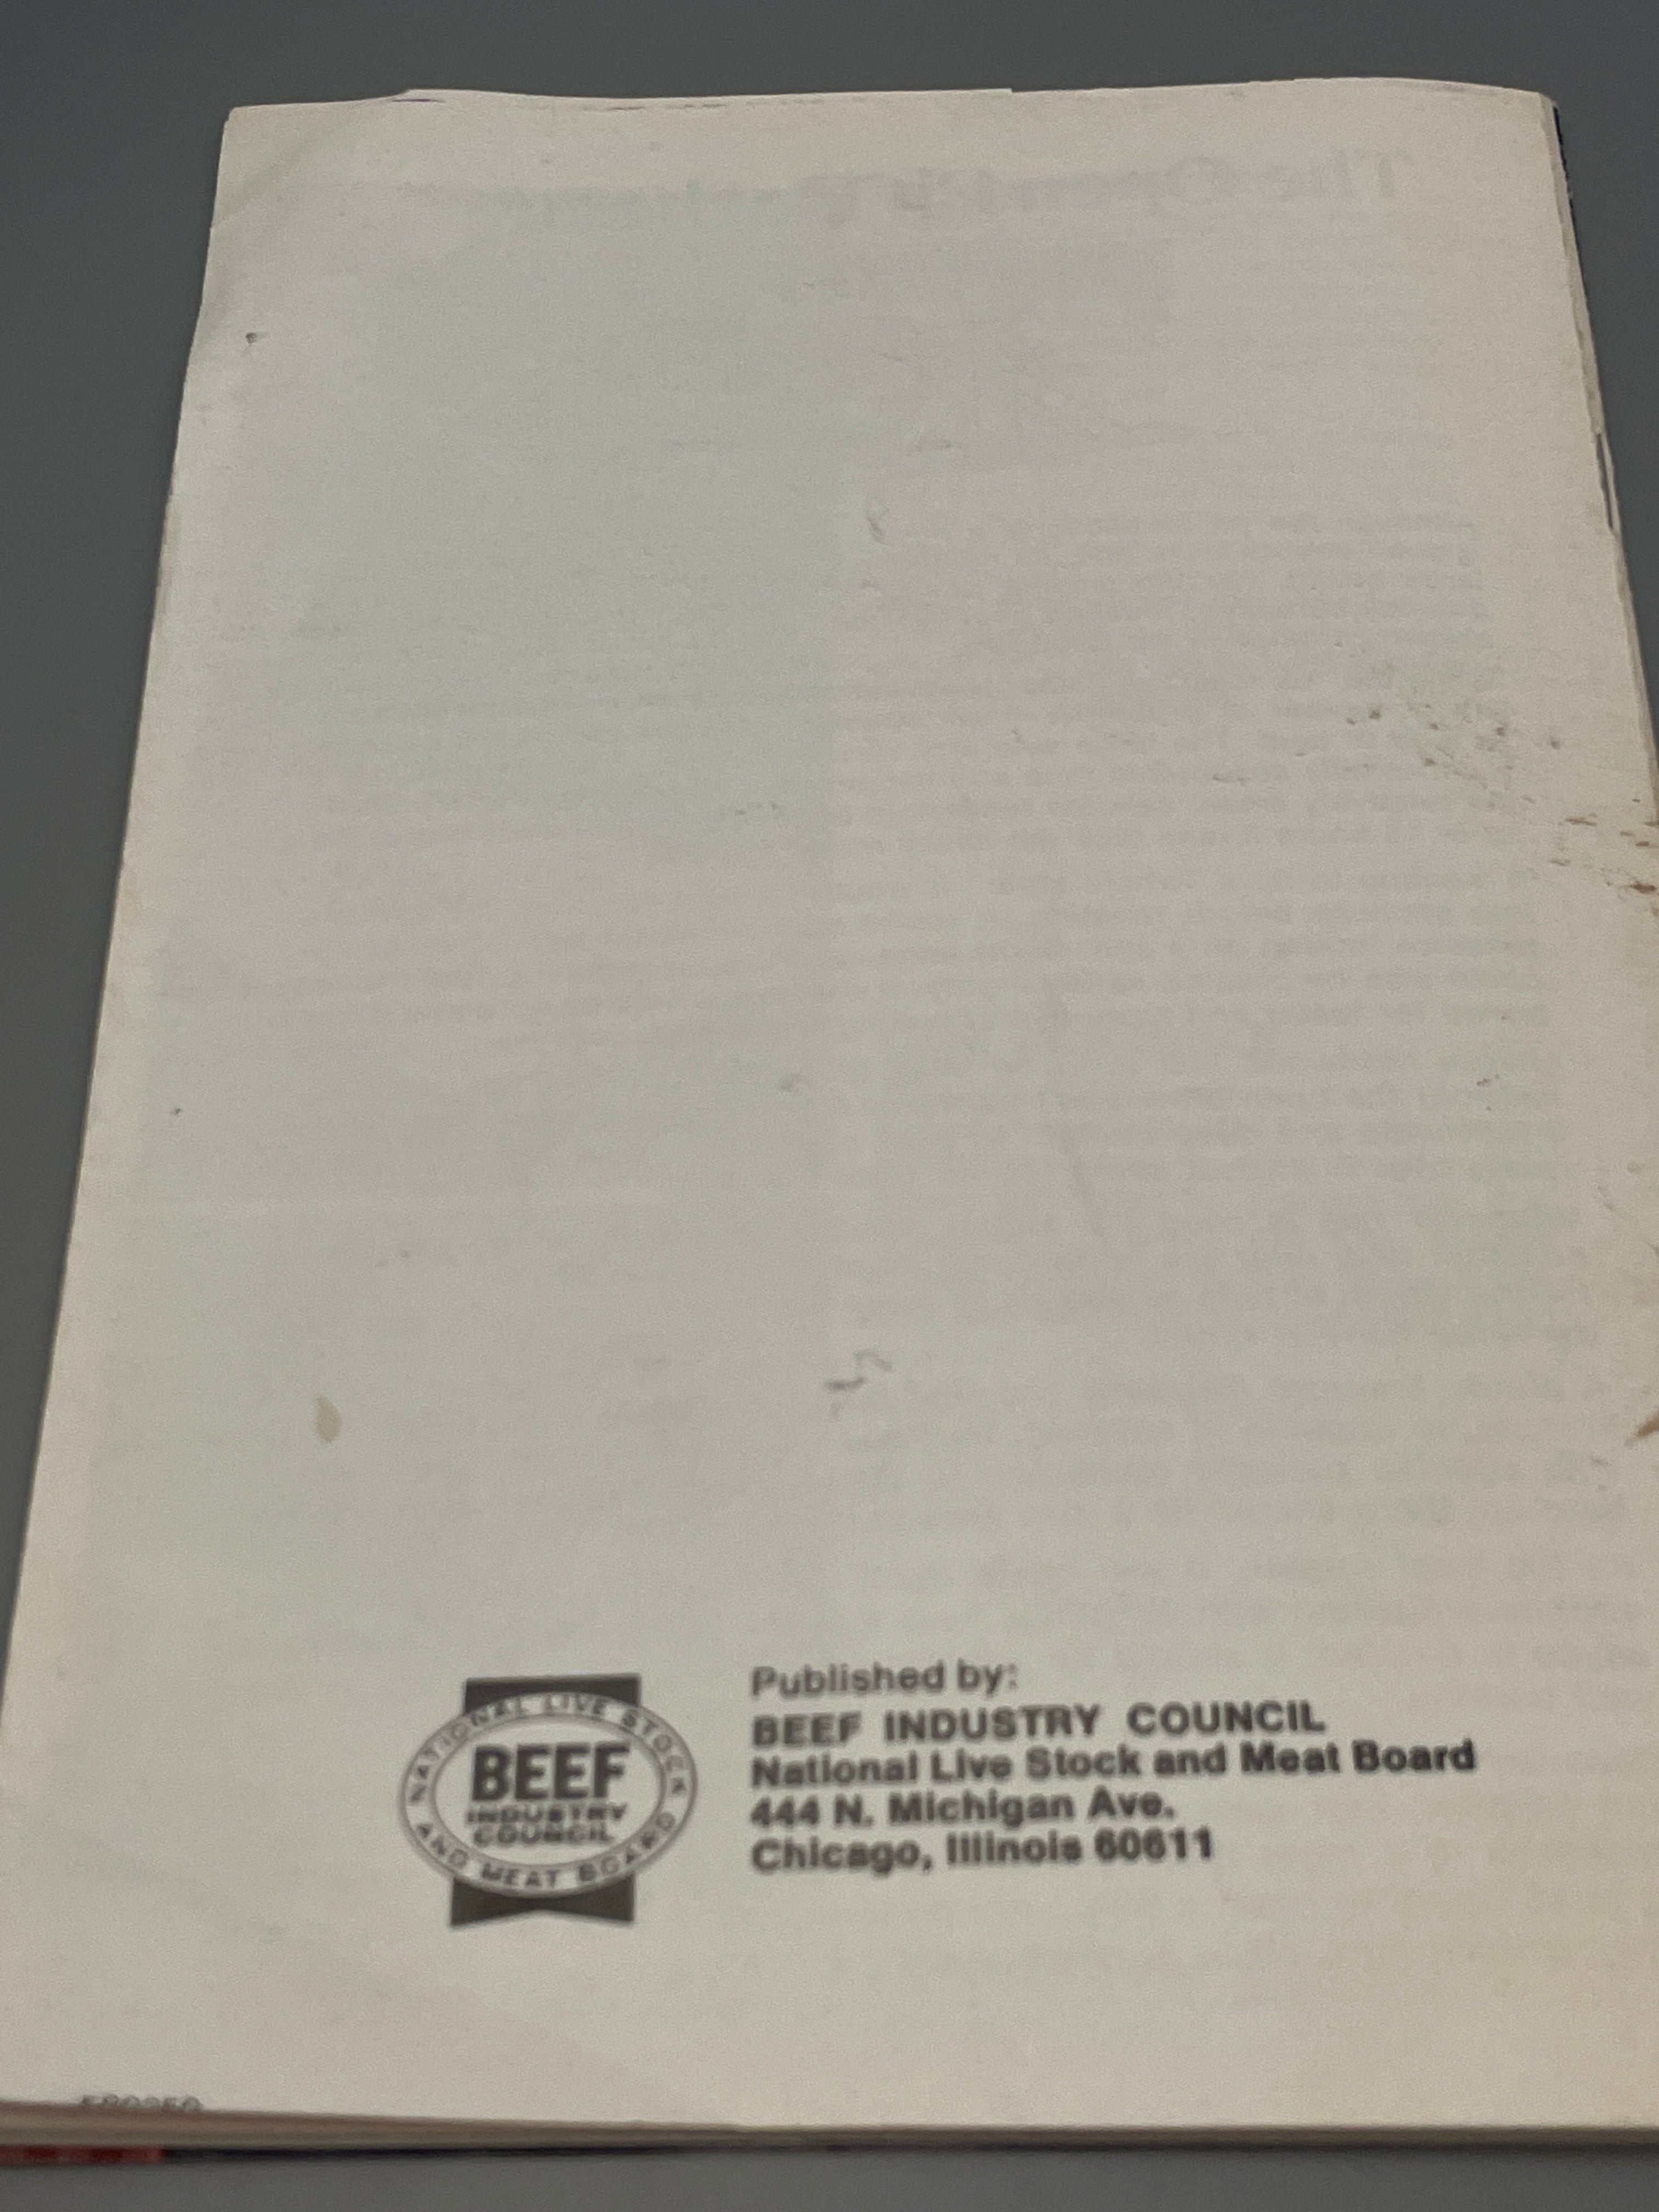 NATIONAL LIVE STOCK
BEEF
INDUSTRY
COUNCIL
AND MEAT BOARD
Published by:
BEEF INDUSTRY COUNCIL
National Live Stock and Meat Board
444 N. Michigan Ave.
Chicago, Illinois 60611